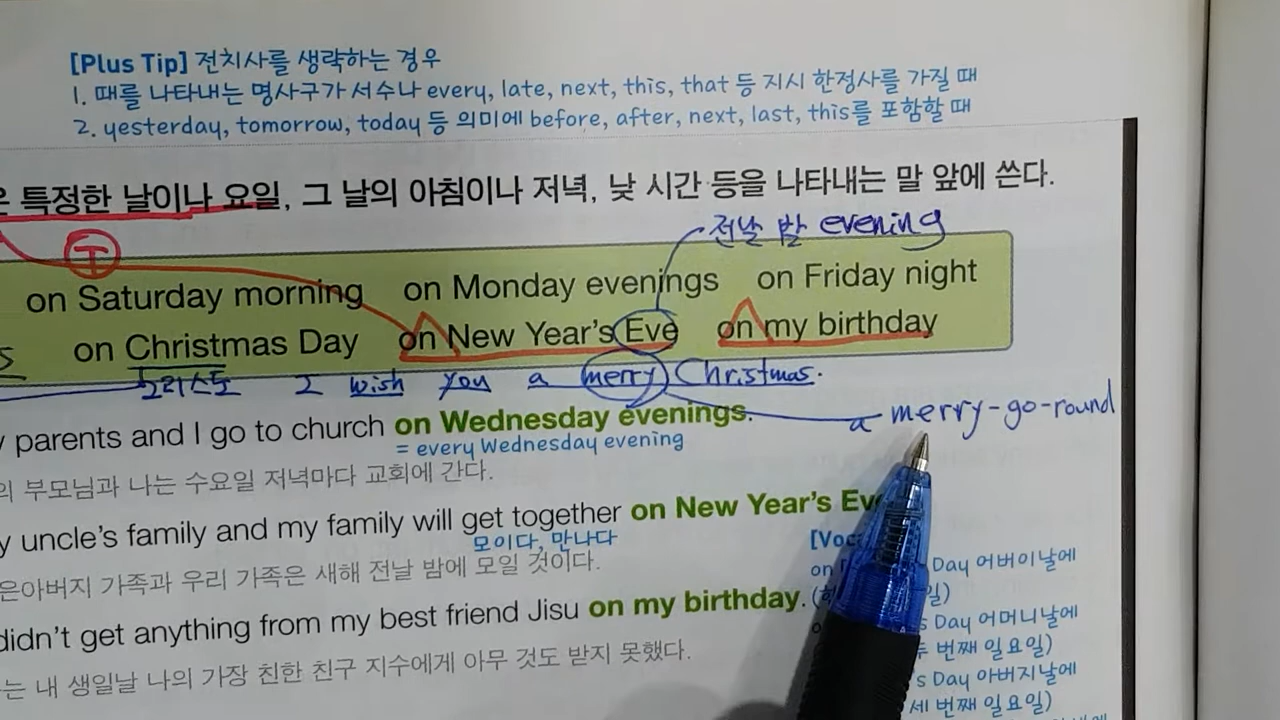 [Plus Tip] 전치사를 생략하는 경우
1. 때를 나타내는 명사구가 서수나 every, late, next, this, that 등 지시 한정사를 가질 때
2. yesterday, tomorrow, today 등 의미에 before, after, next, last, this를 포함할 때
은 특정한 날이나 요일, 그 날의 아침이나 저녁, 낮 시간 등을 나타내는 말 앞에 쓴다.
전날 밤 evening
T
on Saturday morning on Monday evenings on Friday night
on Christmas Day on New Year's Eve on my birthday
크리스토 I wish you a merry Christmas.
a merry-go-round
parents and I go to church on Wednesday evenings.
= every Wednesday evening
부모님과 나는 수요일 저녁마다 교회에 간다.
uncle's family and my family will get together on New Year's
모이다, 만나다
[Voc
은아버지 가족과 우리 가족은 새해 전날 밤에 모일 것이다.
on Day 어버이날에
일)
didn't get anything from my best friend Jisu on my birthday.
s Day 어머니날에
번째 일요일)
는 내 생일날 나의 가장 친한 친구 지수에게 아무 것도 받지 못했다.
's Day 아버지날에
세 번째 일요일)